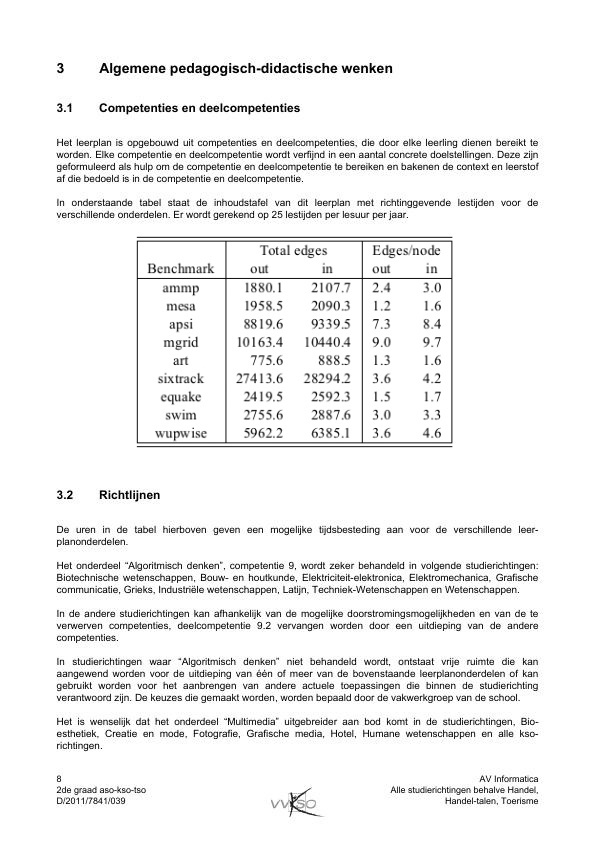 3 Algemene pedagogisch-didactische wenken
3.1 Competenties en deelcompetenties
Het leerplan is opgebouwd uit competenties en deelcompetenties, die door elke leerling dienen bereikt te
worden. Elke competentie en deelcompetentie wordt verfijnd in een aantal concrete doelstellingen. Deze zijn
geformuleerd als hulp om de competentie en deelcompetentie te bereiken en bakenen de context en leerstof
af die bedoeld is in de competentie en deelcompetentie.
In onderstaande tabel staat de inhoudstafel van dit leerplan met richtinggevende lestijden voor de
verschillende onderdelen. Er wordt gerekend op 25 lestijden per lesuur per jaar.
Total edges Edges/node
Benchmark out in out in
ammp 1880.1 2107.7 2.4 3.0
mesa 1958.5 2090.3 1.2 1.6
apsi 8819.6 9339.5 7.3 8.4
mgrid 10163.4 10440.4 9.0 9.7
art 775.6 888.5 1.3 1.6
sixtrack 27413.6 28294.2 3.6 4.2
equake 2419.5 2592.3 1.5 1.7
swim 2755.6 2887.6 3.0 3.3
wupwise 5962.2 6385.1 3.6 4.6
3.2 Richtlijnen
De uren in de tabel hierboven geven een mogelijke tijdsbesteding aan voor de verschillende leer-
planonderdelen.
Het onderdeel “Algoritmisch denken”, competentie 9, wordt zeker behandeld in volgende studierichtingen:
Biotechnische wetenschappen, Bouw- en houtkunde, Elektriciteit-elektronica, Elektromechanica, Grafische
communicatie, Grieks, Industriële wetenschappen, Latijn, Techniek-Wetenschappen en Wetenschappen.
In de andere studierichtingen kan afhankelijk van de mogelijke doorstromingsmogelijkheden en van de te
verwerven competenties, deelcompetentie 9.2 vervangen worden door een uitdieping van de andere
competenties.
In studierichtingen waar “Algoritmisch denken” niet behandeld wordt, ontstaat vrije ruimte die kan
aangewend worden voor de uitdieping van één of meer van de bovenstaande leerplanonderdelen of kan
gebruikt worden voor het aanbrengen van andere actuele toepassingen die binnen de studierichting
verantwoord zijn. De keuzes die gemaakt worden, worden bepaald door de vakwerkgroep van de school.
Het is wenselijk dat het onderdeel “Multimedia” uitgebreider aan bod komt in de studierichtingen, Bio-
esthetiek, Creatie en mode, Fotografie, Grafische media, Hotel, Humane wetenschappen en alle kso-
richtingen.
8 AV Informatica
2de graad aso-kso-tso Alle studierichtingen behalve Handel,
D/2011/7841/039 Handel-talen, Toerisme
vvkso